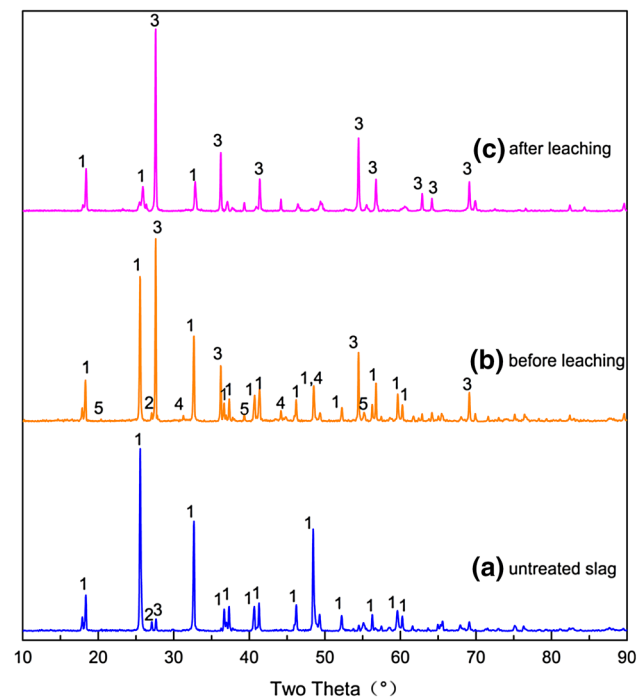 3
1 1 3 3 3 3 3 3 3
(c) after leaching
1 1 3 1 3 1 1 1 1 1 1,4 3 1 1 1 3
5 2 4 5 4 1 5
(b) before leaching
1 1 1 1
2 3 1 1 1 1 1 1 1 1 1
(a) untreated slag
10 20 30 40 50 60 70 80 90
Two Theta (°)